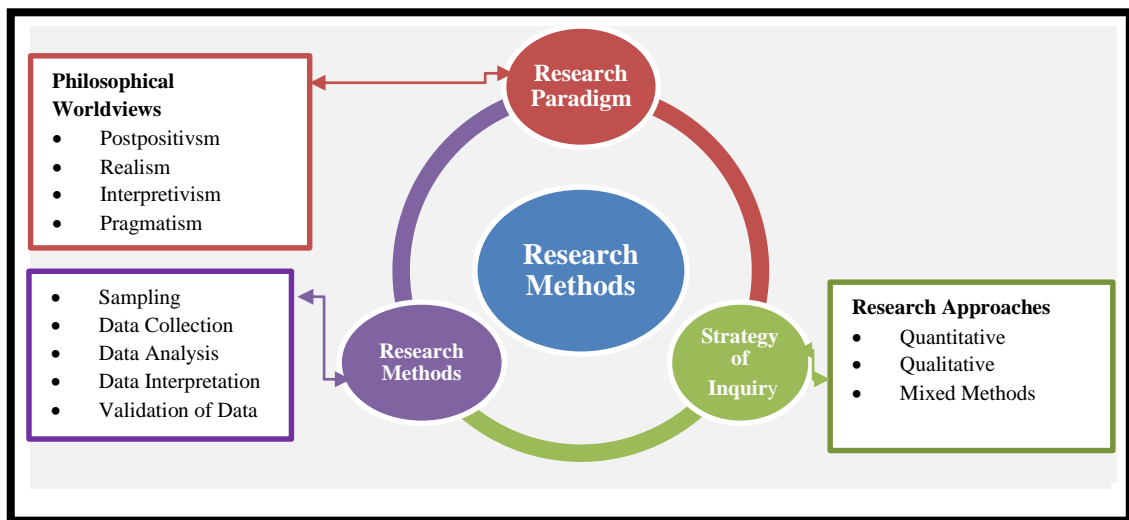 Philosophical
Worldviews
• Postpositivsm
• Realism
• Interpretivism
• Pragmatism
Research
Paradigm
Research
Methods
• Sampling
• Data Collection
• Data Analysis
• Data Interpretation
• Validation of Data
Research
Methods
Strategy
of
Inquiry
Research Approaches
• Quantitative
• Qualitative
• Mixed Methods